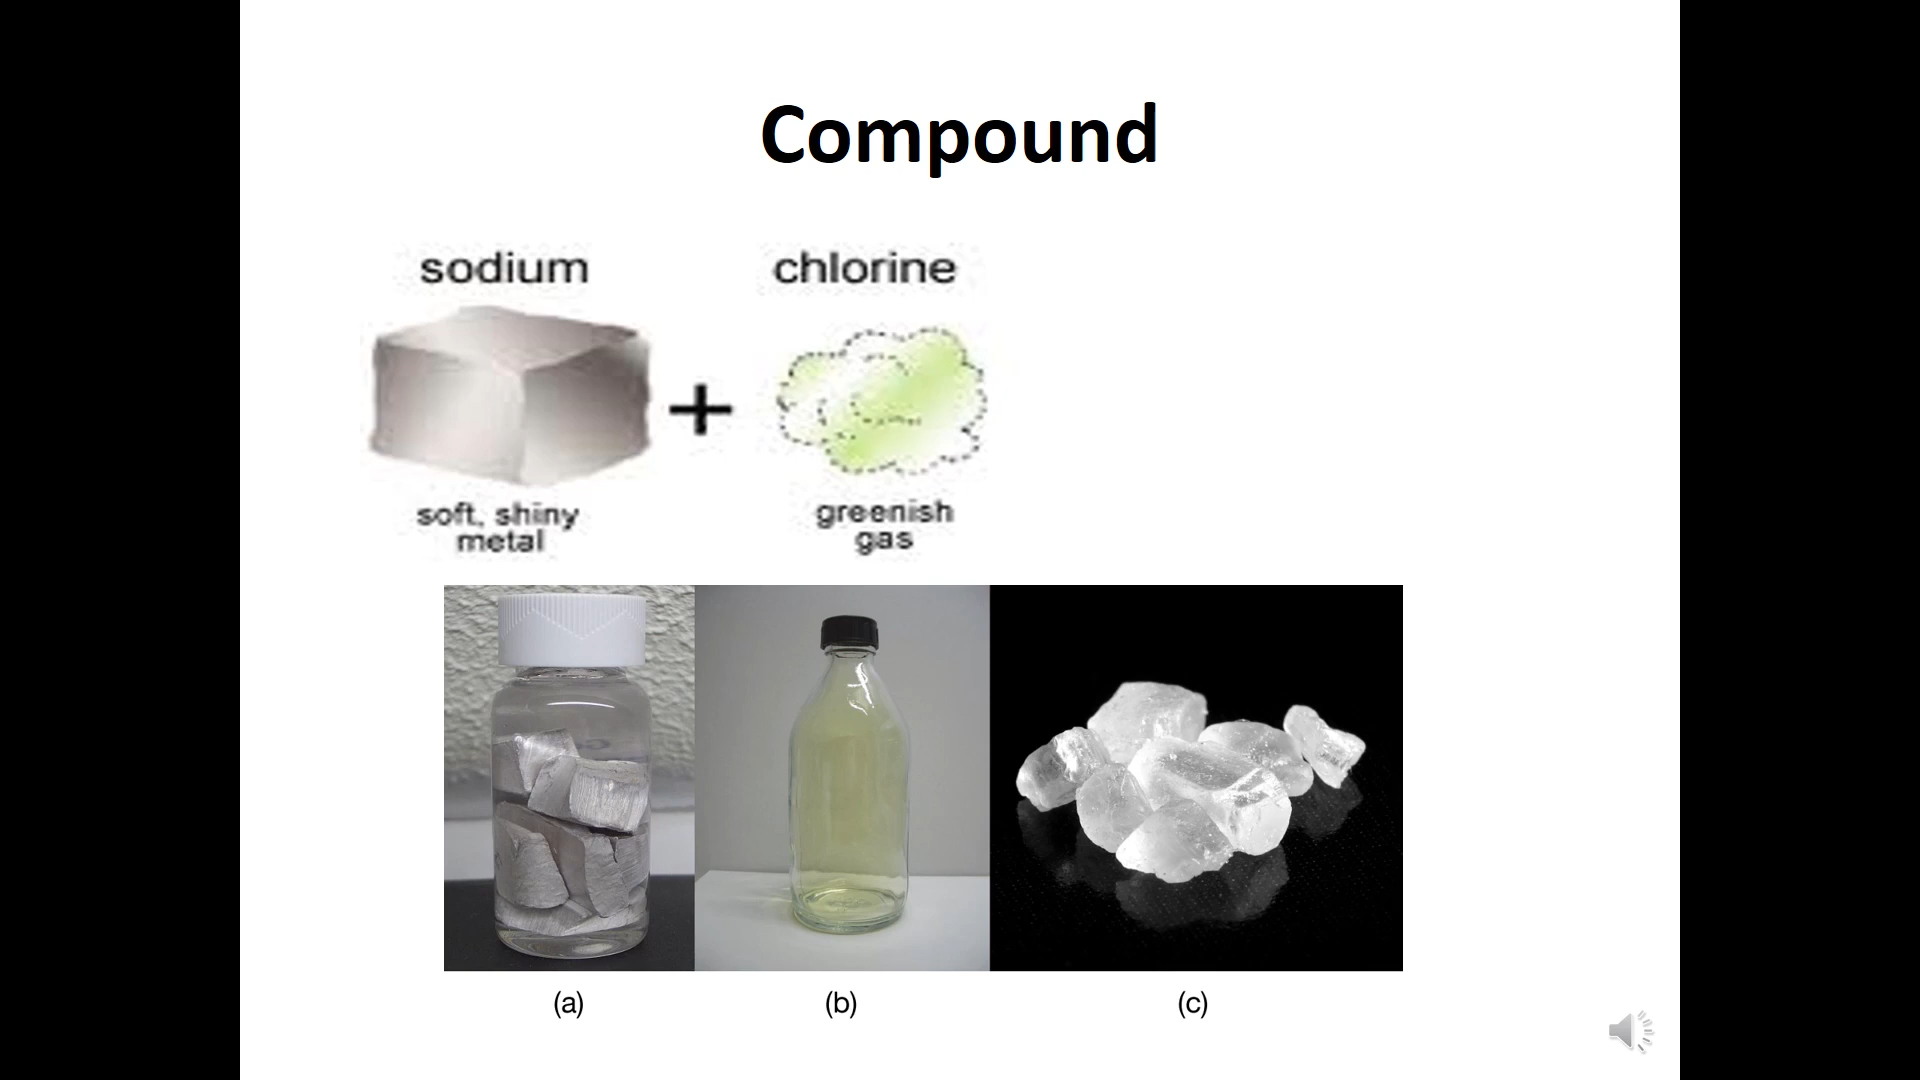 Compound
sodium
chlorine
+
soft, shiny
metal
greenish
gas
(a)
(b)
(c)